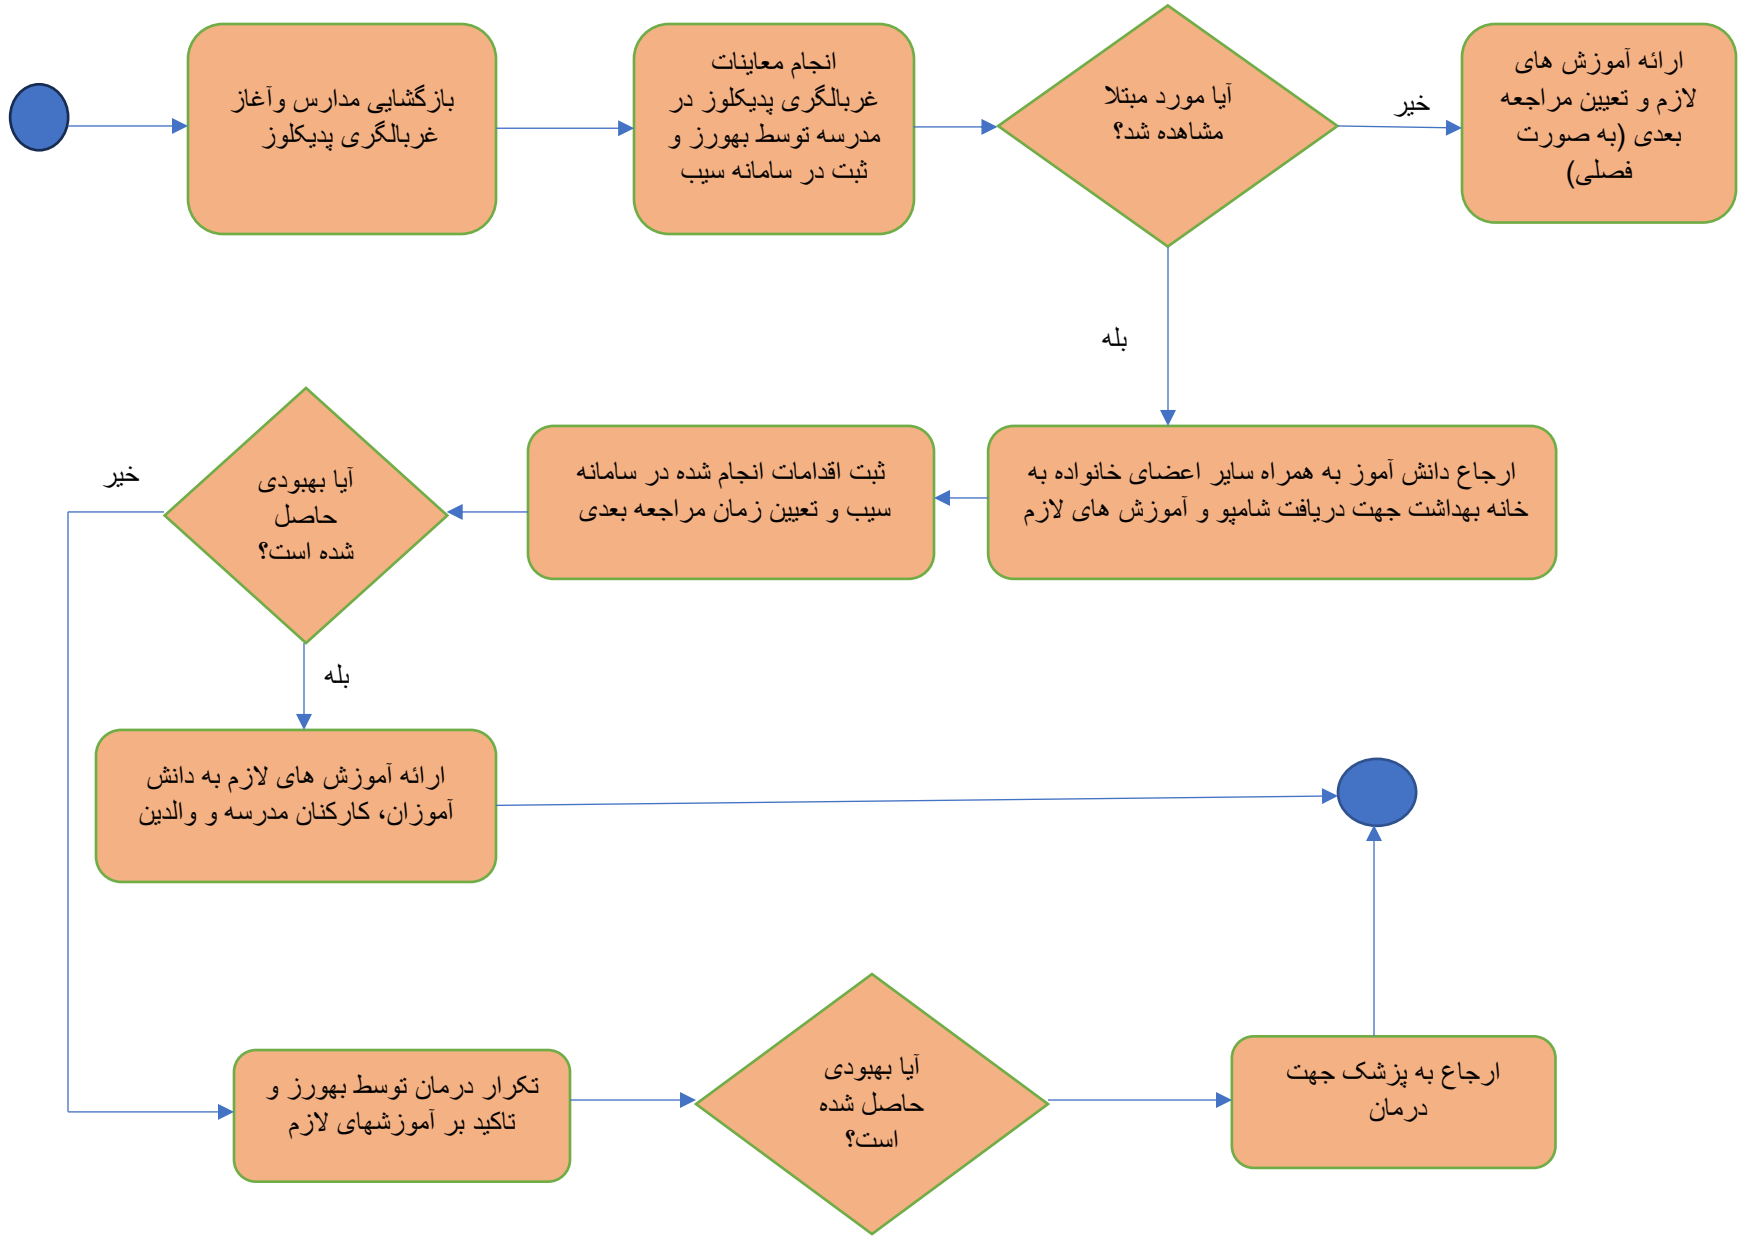 بازگشایی مدارس وآغاز
غربالگری پدیکلوز
انجام معاینات
غربالگری پدیکلوز در
مدرسه توسط بهورز و
ثبت در سامانه سیب
آیا مورد مبتلا
مشاهده شد؟
خیر
ارائه آموزش های
لازم و تعیین مراجعه
بعدی (به صورت
فصلی)
بله
ارجاع دانش آموز به همراه سایر اعضای خانواده به
خانه بهداشت جهت دریافت شامپو و آموزش های لازم
ثبت اقدامات انجام شده در سامانه
سیب و تعیین زمان مراجعه بعدی
آیا بهبودی
حاصل
شده است؟
خیر
بله
ارائه آموزش های لازم به دانش
آموزان، کارکنان مدرسه و والدین
تکرار درمان توسط بهورز و
تاکید بر آموزشهای لازم
آیا بهبودی
حاصل شده
است؟
ارجاع به پزشک جهت
درمان